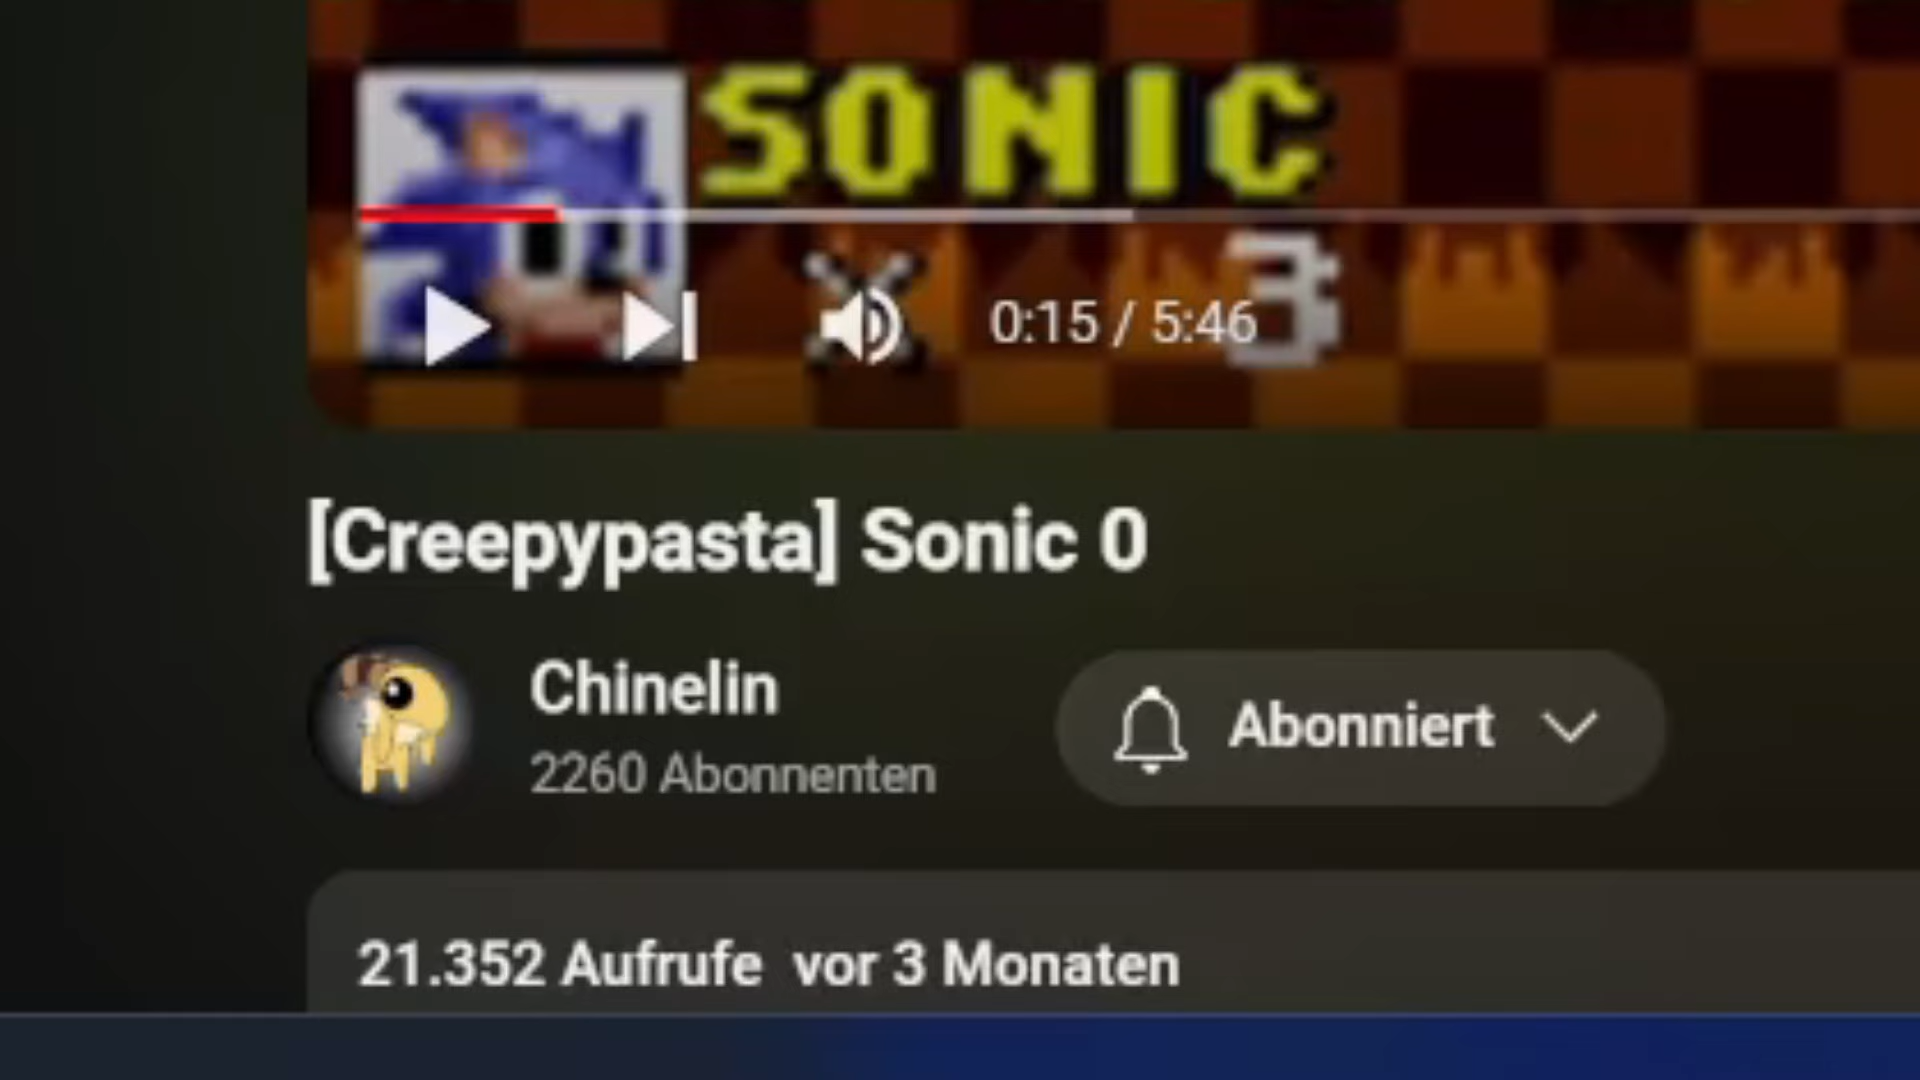 SONIC
3
0:15 / 5:46
[Creepypasta] Sonic 0
Chinelin
2260 Abonnenten
Abonniert
21.352 Aufrufe vor 3 Monaten